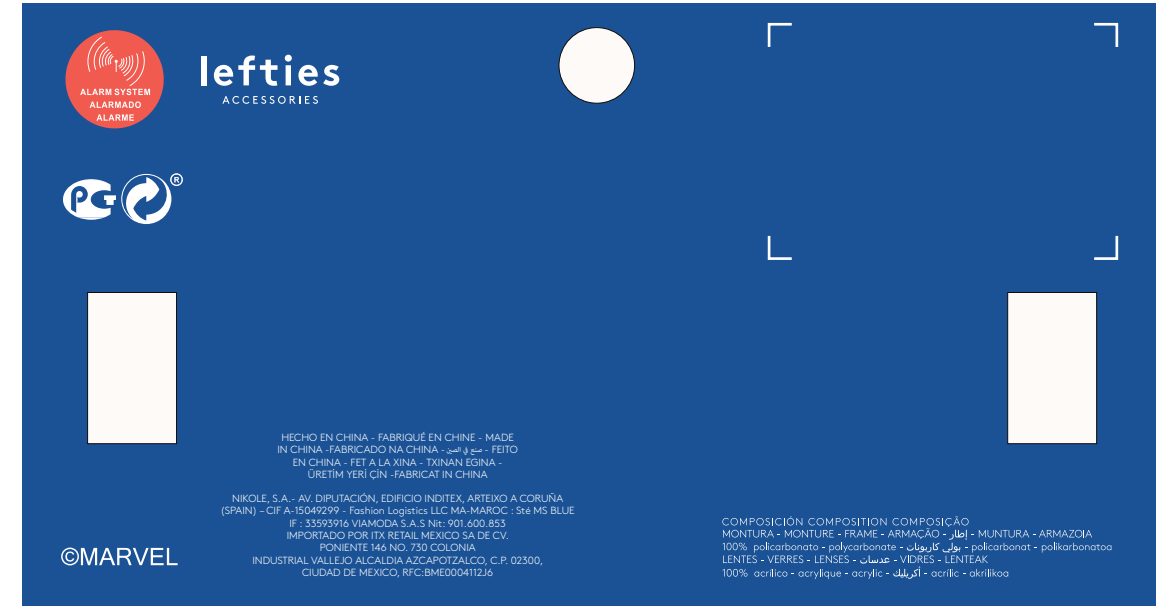 ALARM SYSTEM
ALARMADO
ALARME
lefties
ACCESSORIES
PG ®
HECHO EN CHINA - FABRIQUÉ EN CHINE - MADE
IN CHINA -FABRICADO NA CHINA - صنع في الصين - FEITO
EN CHINA - FET A LA XINA - TXINAN EGINA -
ÜRETİM YERİ ÇİN -FABRICAT IN CHINA
NIKOLE, S.A.- AV. DIPUTACIÓN, EDIFICIO INDITEX, ARTEIXO A CORUÑA
(SPAIN) – CIF A-15049299 - Fashion Logistics LLC MA-MAROC : Sté MS BLUE
IF : 33593916 VIAMODA S.A.S Nit: 901.600.853
IMPORTADO POR ITX RETAIL MEXICO SA DE CV.
PONIENTE 146 NO. 730 COLONIA
INDUSTRIAL VALLEJO ALCALDIA AZCAPOTZALCO, C.P. 02300,
CIUDAD DE MEXICO, RFC:BME0004112J6
©MARVEL
COMPOSICIÓN COMPOSITION COMPOSIÇÃO
MONTURA - MONTURE - FRAME - ARMAÇÃO - إطار - MUNTURA - ARMAZOIA
100% policarbonato - polycarbonate - بولي كاربونات - policarbonat - polikarbonatoa
LENTES - VERRES - LENSES - عدسات - VIDRES - LENTEAK
100% acrílico - acrylique - acrylic - أكريليك - acrílic - akrilikoa